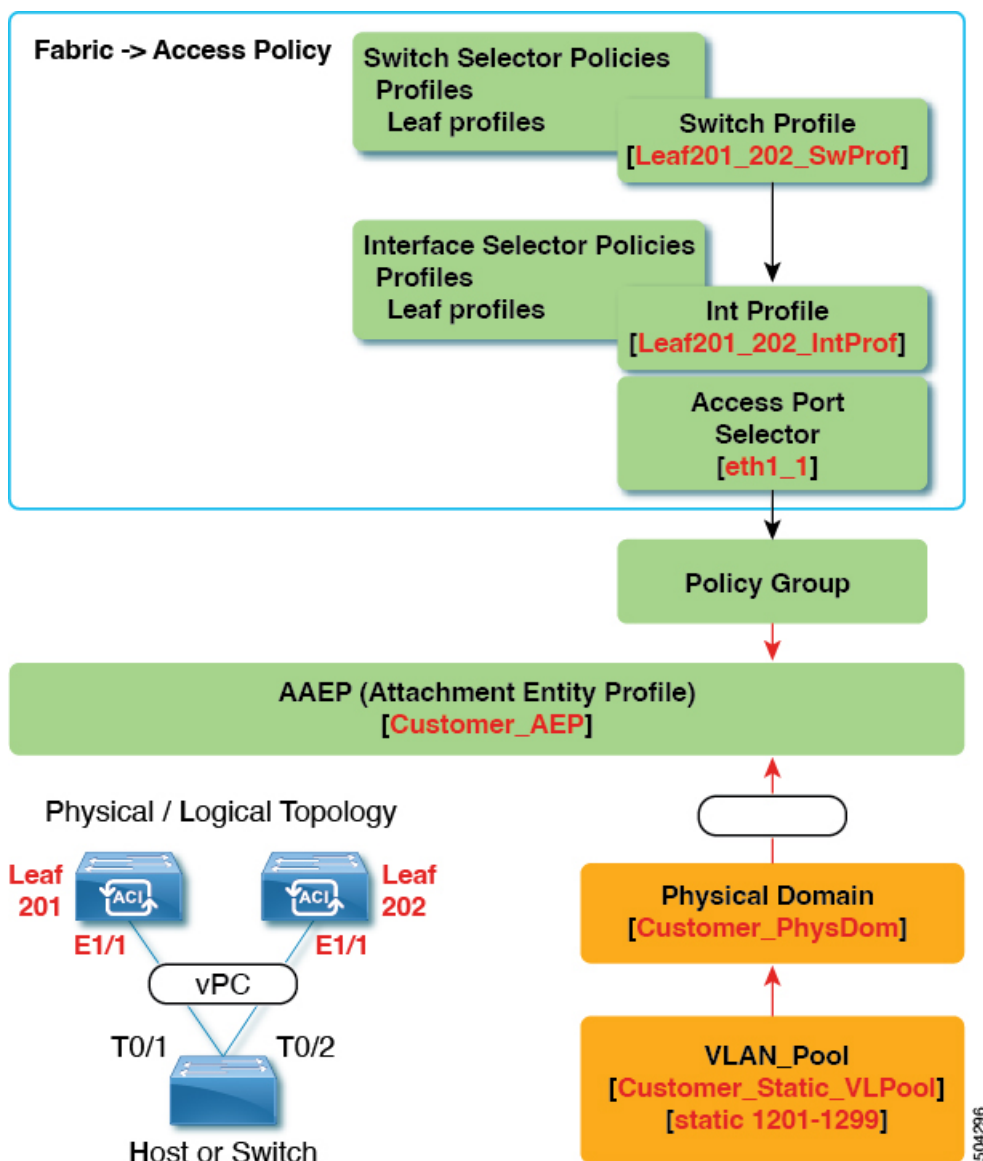 Fabric -> Access Policy
Switch Selector Policies
Profiles
Leaf profiles
Switch Profile
[Leaf201_202_SwProf]
Interface Selector Policies
Profiles
Leaf profiles
Int Profile
[Leaf201_202_IntProf]
Access Port
Selector
[eth1_1]
Policy Group
AAEP (Attachment Entity Profile)
[Customer_AEP]
Physical / Logical Topology
Leaf
201
ACI
ACI
Leaf
202
E1/1
E1/1
vPC
T0/1
T0/2
Host or Switch
Physical Domain
[Customer_PhysDom]
VLAN_Pool
[Customer_Static_VLPool]
[static 1201-1299]
504296